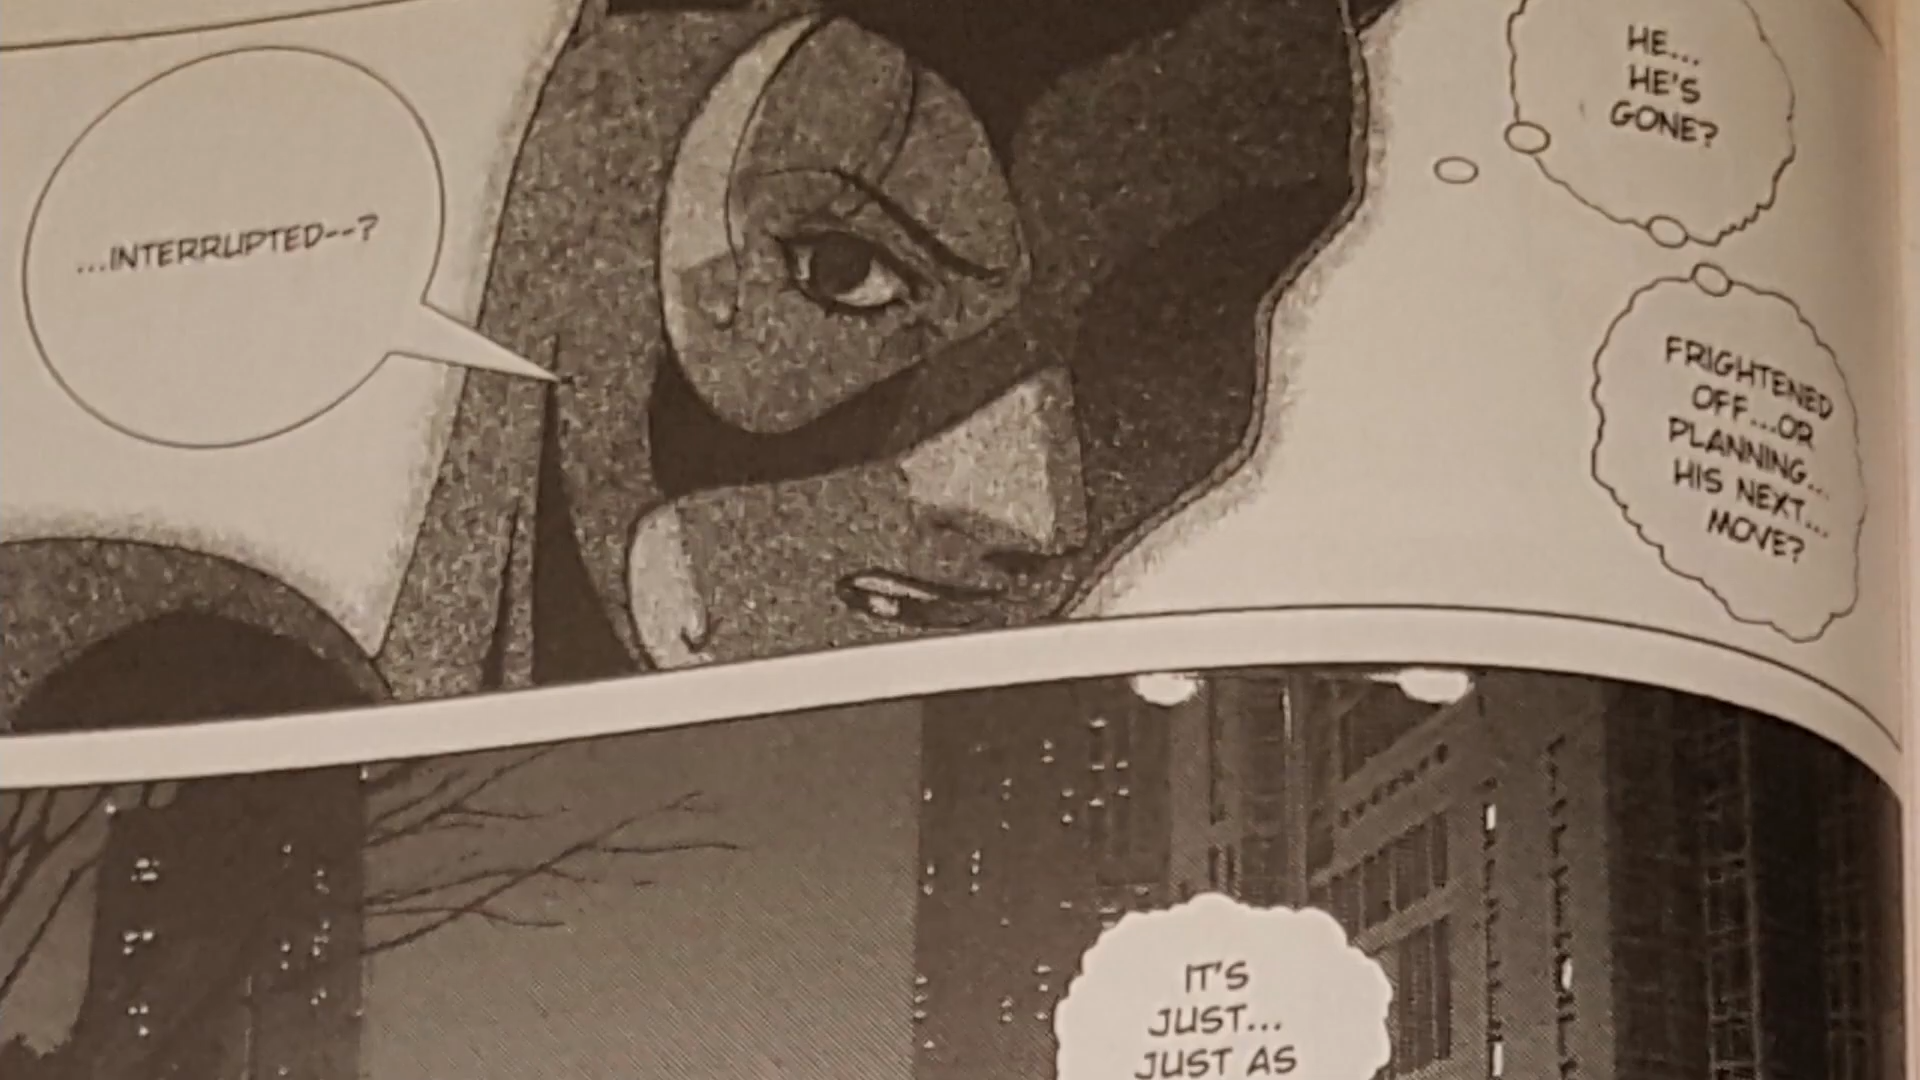 ...INTERRUPTED--?
HE...
HE'S
GONE?
FRIGHTENED
OFF...OR
PLANNING...
HIS NEXT...
MOVE?
IT'S
JUST...
JUST AS